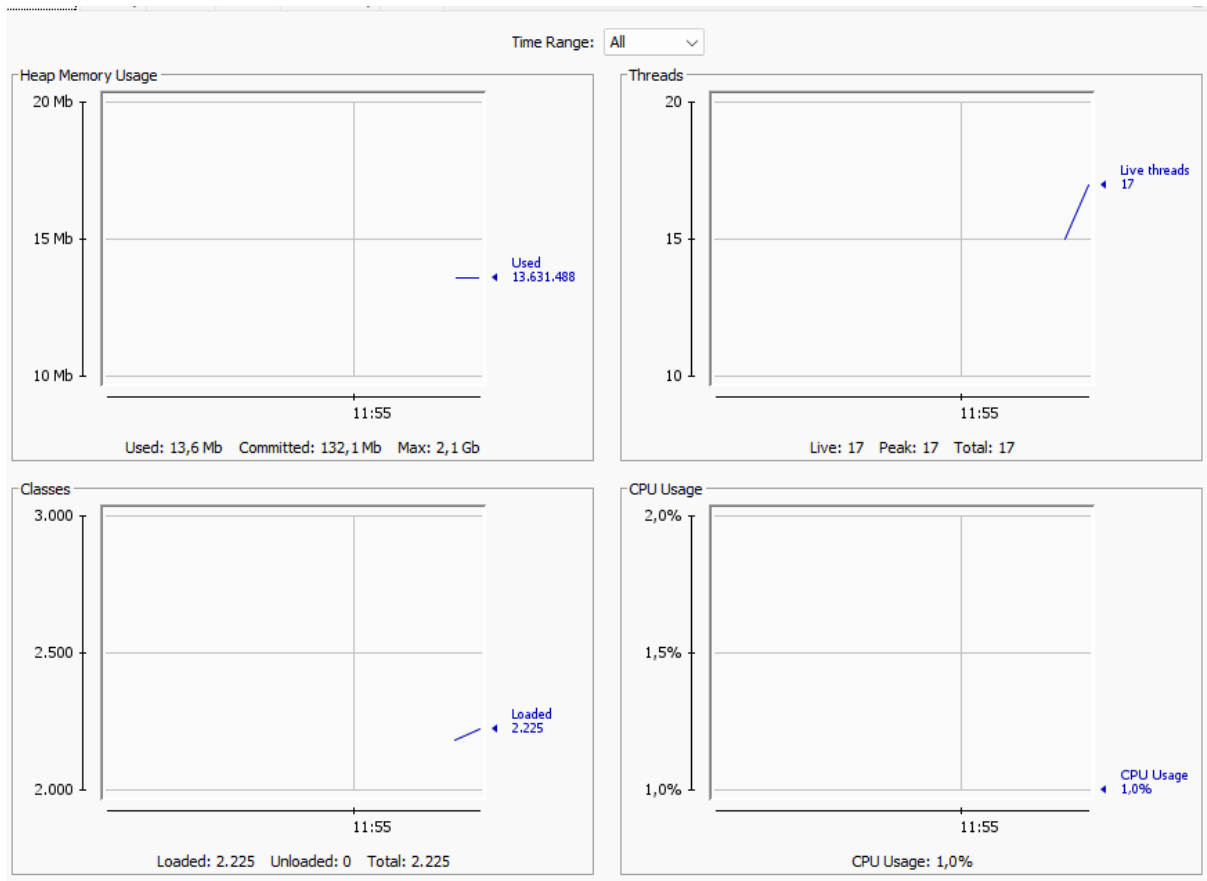 Time Range: All
Heap Memory Usage
20 Mb
15 Mb
10 Mb
Used
13.631.488
11:55
Used: 13,6 Mb Committed: 132,1 Mb Max: 2,1 Gb
Threads
20
15
10
Live threads
17
11:55
Live: 17 Peak: 17 Total: 17
Classes
3.000
2.500
2.000
Loaded
2.225
11:55
Loaded: 2.225 Unloaded: 0 Total: 2.225
CPU Usage
2,0%
1,5%
1,0%
CPU Usage
1,0%
11:55
CPU Usage: 1,0%